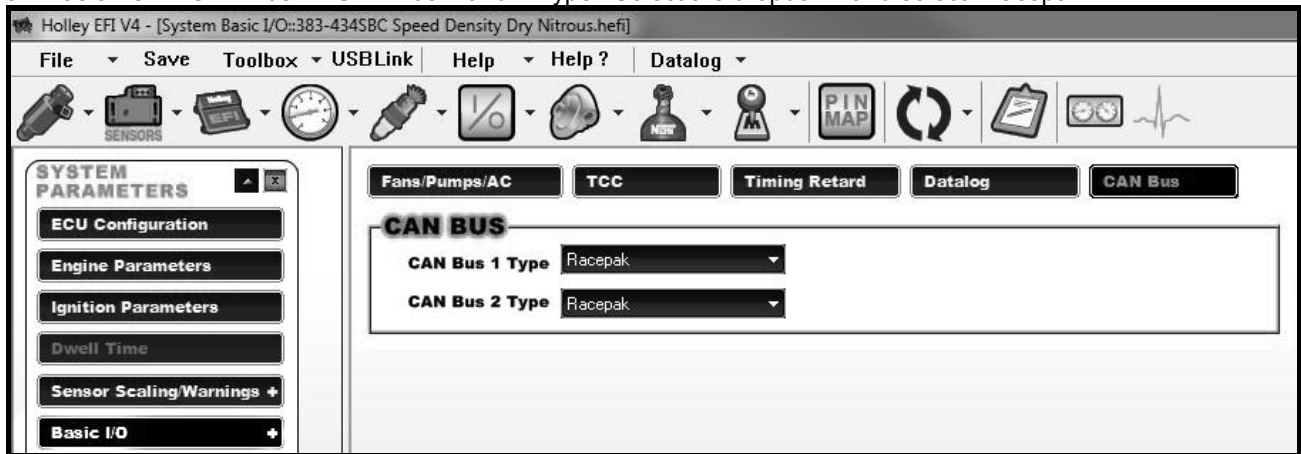 Holley EFI V4 - [System Basic I/O::383-434SBC Speed Density Dry Nitrous.hefi]
File Save Toolbox USBLink Help Help ? Datalog
SENSORS EFI I/O NOS PIN MAP
SYSTEM PARAMETERS
Fans/Pumps/AC TCC Timing Retard Datalog CAN Bus
ECU Configuration
CAN BUS
Engine Parameters
CAN Bus 1 Type Racepak
Ignition Parameters
CAN Bus 2 Type Racepak
Dwell Time
Sensor Scaling/Warnings +
Basic I/O +